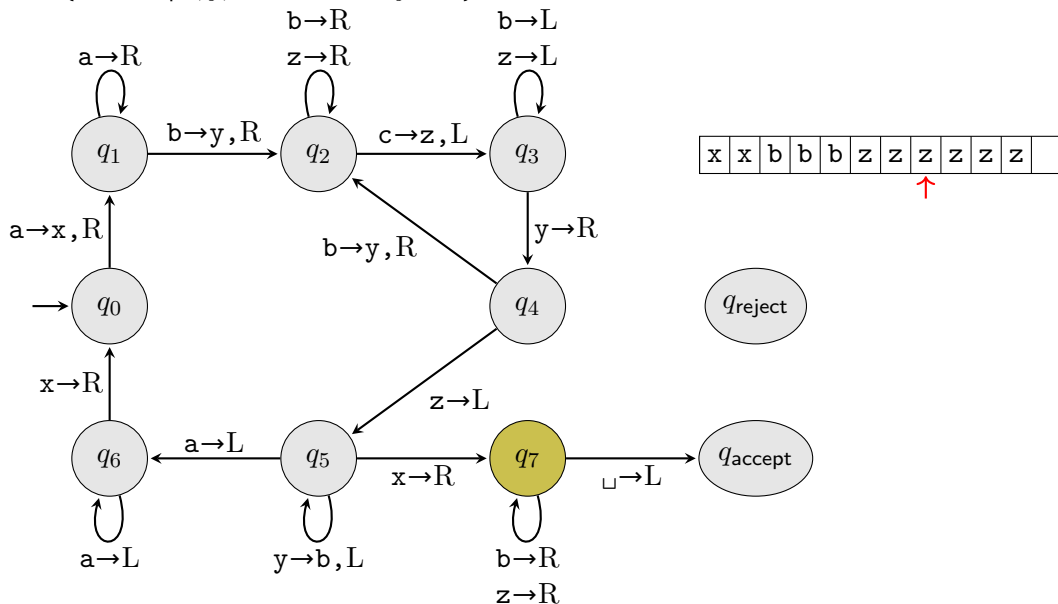 b→R
b→L
a→R
z→R
z→L
q1
b→y,R
q2
c→z,L
q3
x x b b b z z z z z z
a→x,R
b→y,R
y→R
q0
q4
qreject
x→R
z→L
q6
a→L
q5
x→R
q7
␣→L
qaccept
a→L
y→b,L
b→R
z→R